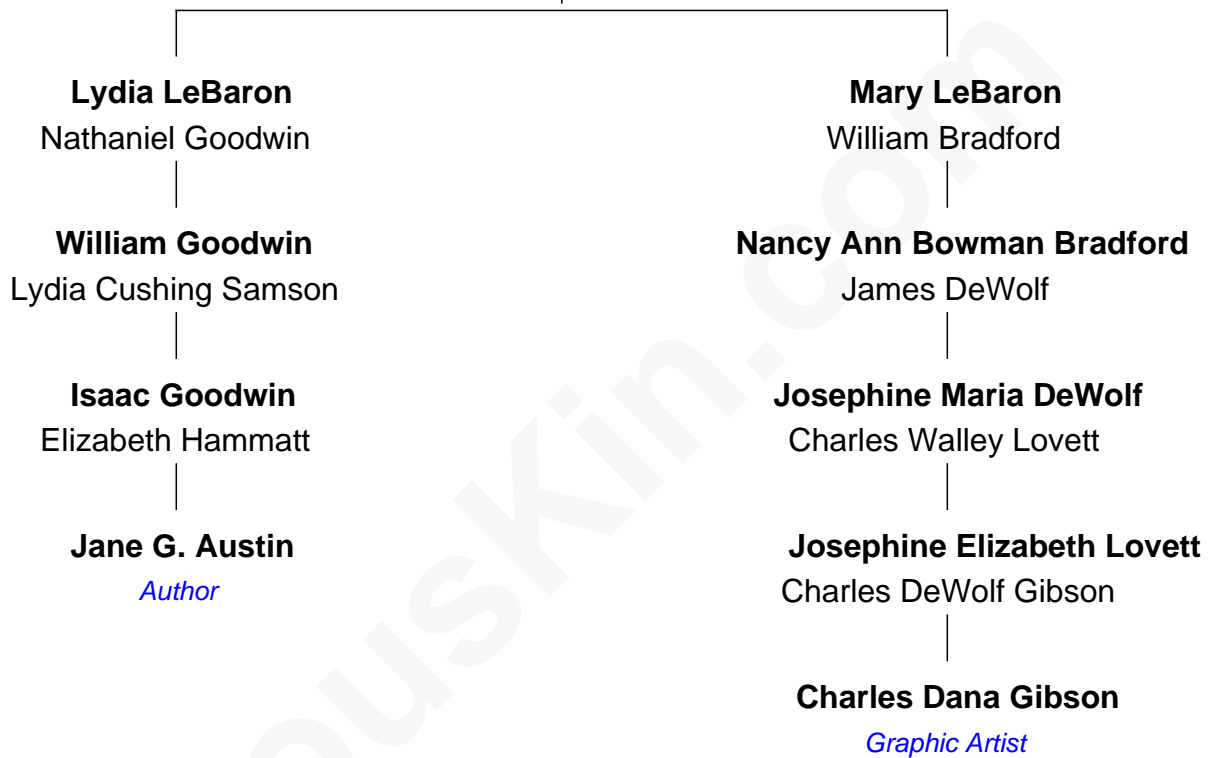 Lydia LeBaron
Nathaniel Goodwin
William Goodwin
Lydia Cushing Samson
Isaac Goodwin
Elizabeth Hammatt
Jane G. Austin
Author
Mary LeBaron
William Bradford
Nancy Ann Bowman Bradford
James DeWolf
Josephine Maria DeWolf
Charles Walley Lovett
Josephine Elizabeth Lovett
Charles DeWolf Gibson
Charles Dana Gibson
Graphic Artist
ousKin.com